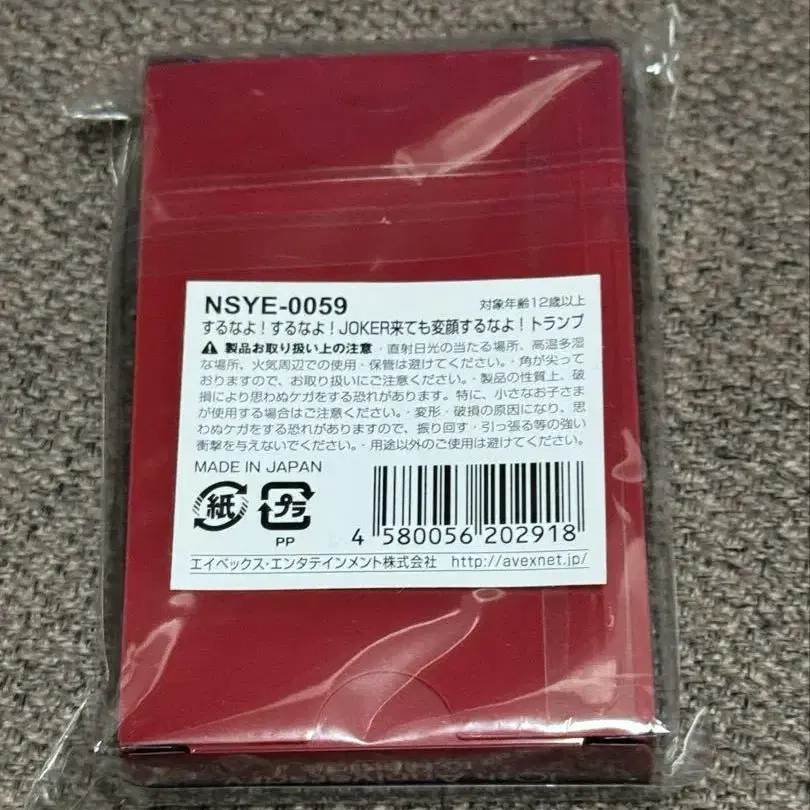 NSYE-0059 対象年齢12歳以上
するなよ！するなよ！JOKER来ても変顔するなよ！トランプ
製品お取り扱い上の注意・直射日光の当たる場所、高温多湿
な場所、火気周辺での使用・保管は避けてください。・角が尖って
おりますので、お取り扱いにご注意ください。・製品の性質上、破
損により思わぬケガをする恐れがあります。特に、小さなお子さま
が使用する場合はご注意ください。・変形・破損の原因になり、思
わぬケガをする恐れがありますので、振り回す・引っ張る等の強い
衝撃を与えないでください。・用途以外のご使用は避けてください。
MADE IN JAPAN
紙 プラ
PP
4 580056 202918
エイベックス・エンタテインメント株式会社 http://avexnet.jp/